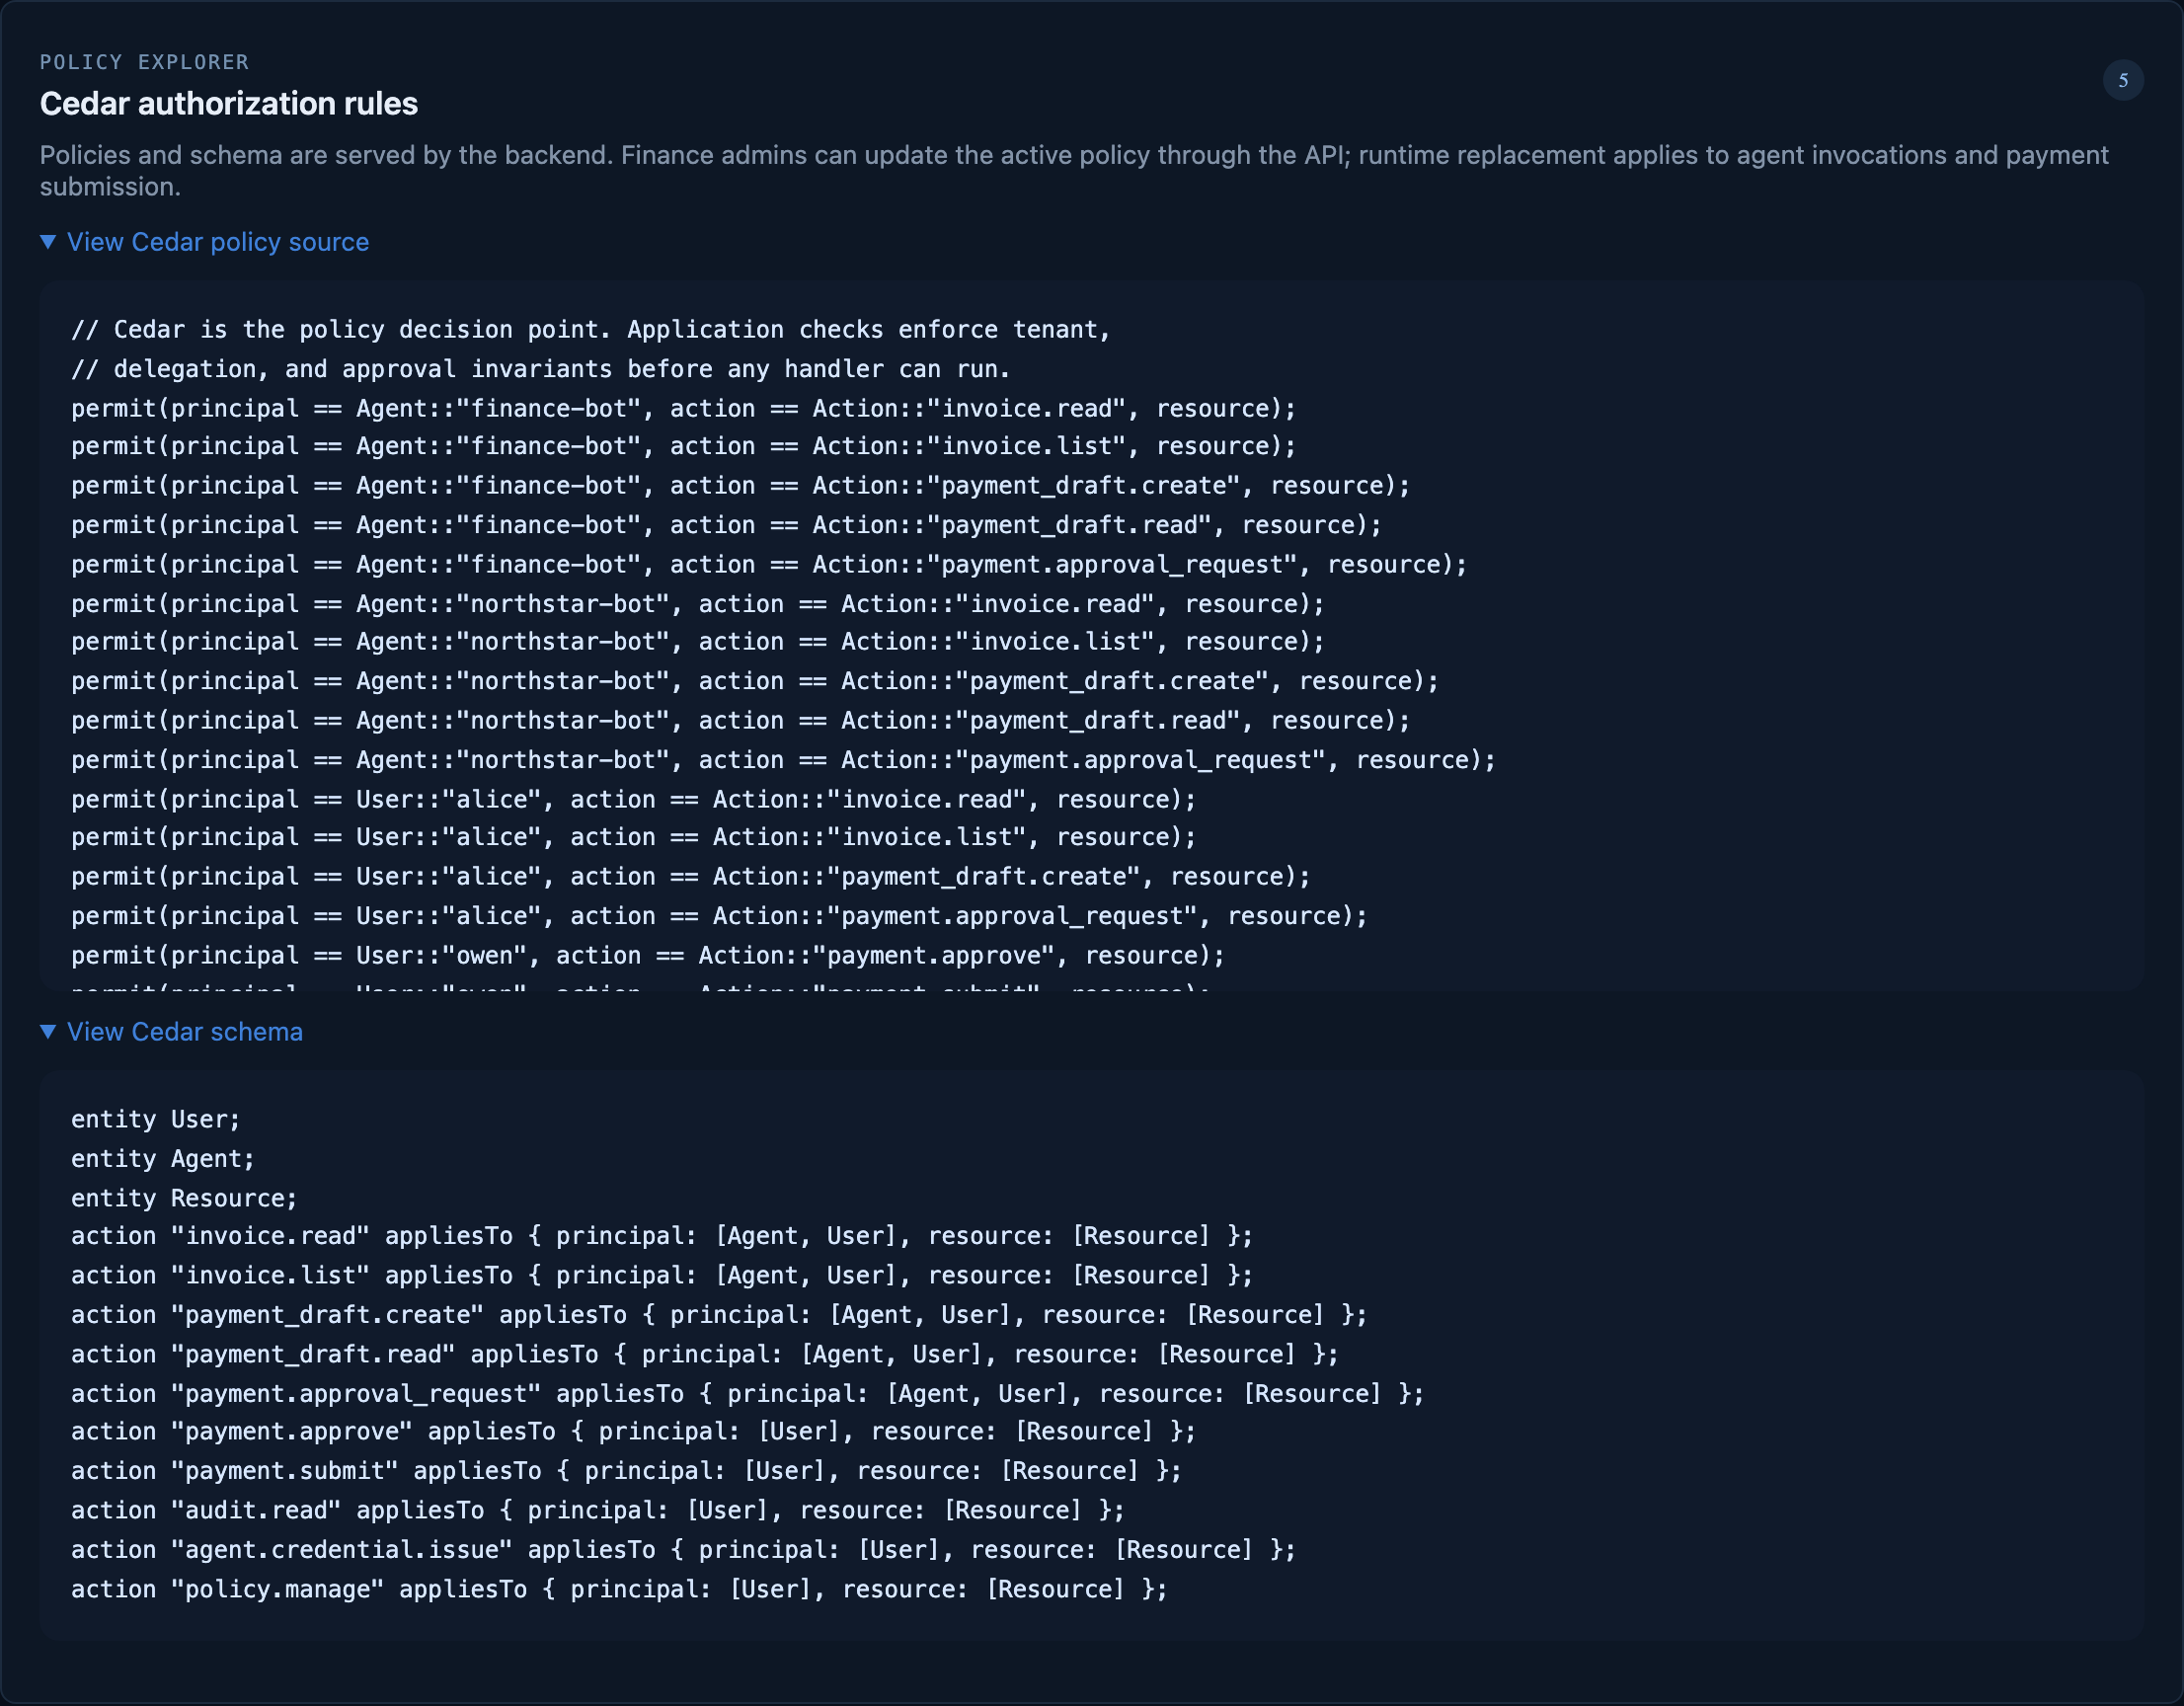 POLICY EXPLORER
Cedar authorization rules
5
Policies and schema are served by the backend. Finance admins can update the active policy through the API; runtime replacement applies to agent invocations and payment
submission.
▼ View Cedar policy source
// Cedar is the policy decision point. Application checks enforce tenant,
// delegation, and approval invariants before any handler can run.
permit(principal == Agent::"finance-bot", action == Action::"invoice.read", resource);
permit(principal == Agent::"finance-bot", action == Action::"invoice.list", resource);
permit(principal == Agent::"finance-bot", action == Action::"payment_draft.create", resource);
permit(principal == Agent::"finance-bot", action == Action::"payment_draft.read", resource);
permit(principal == Agent::"finance-bot", action == Action::"payment.approval_request", resource);
permit(principal == Agent::"northstar-bot", action == Action::"invoice.read", resource);
permit(principal == Agent::"northstar-bot", action == Action::"invoice.list", resource);
permit(principal == Agent::"northstar-bot", action == Action::"payment_draft.create", resource);
permit(principal == Agent::"northstar-bot", action == Action::"payment_draft.read", resource);
permit(principal == Agent::"northstar-bot", action == Action::"payment.approval_request", resource);
permit(principal == User::"alice", action == Action::"invoice.read", resource);
permit(principal == User::"alice", action == Action::"invoice.list", resource);
permit(principal == User::"alice", action == Action::"payment_draft.create", resource);
permit(principal == User::"alice", action == Action::"payment.approval_request", resource);
permit(principal == User::"owen", action == Action::"payment.approve", resource);
permit(principal == User::"owen", action == Action::"payment.submit", resource);
▼ View Cedar schema
entity User;
entity Agent;
entity Resource;
action "invoice.read" appliesTo { principal: [Agent, User], resource: [Resource] };
action "invoice.list" appliesTo { principal: [Agent, User], resource: [Resource] };
action "payment_draft.create" appliesTo { principal: [Agent, User], resource: [Resource] };
action "payment_draft.read" appliesTo { principal: [Agent, User], resource: [Resource] };
action "payment.approval_request" appliesTo { principal: [Agent, User], resource: [Resource] };
action "payment.approve" appliesTo { principal: [User], resource: [Resource] };
action "payment.submit" appliesTo { principal: [User], resource: [Resource] };
action "audit.read" appliesTo { principal: [User], resource: [Resource] };
action "agent.credential.issue" appliesTo { principal: [User], resource: [Resource] };
action "policy.manage" appliesTo { principal: [User], resource: [Resource] };